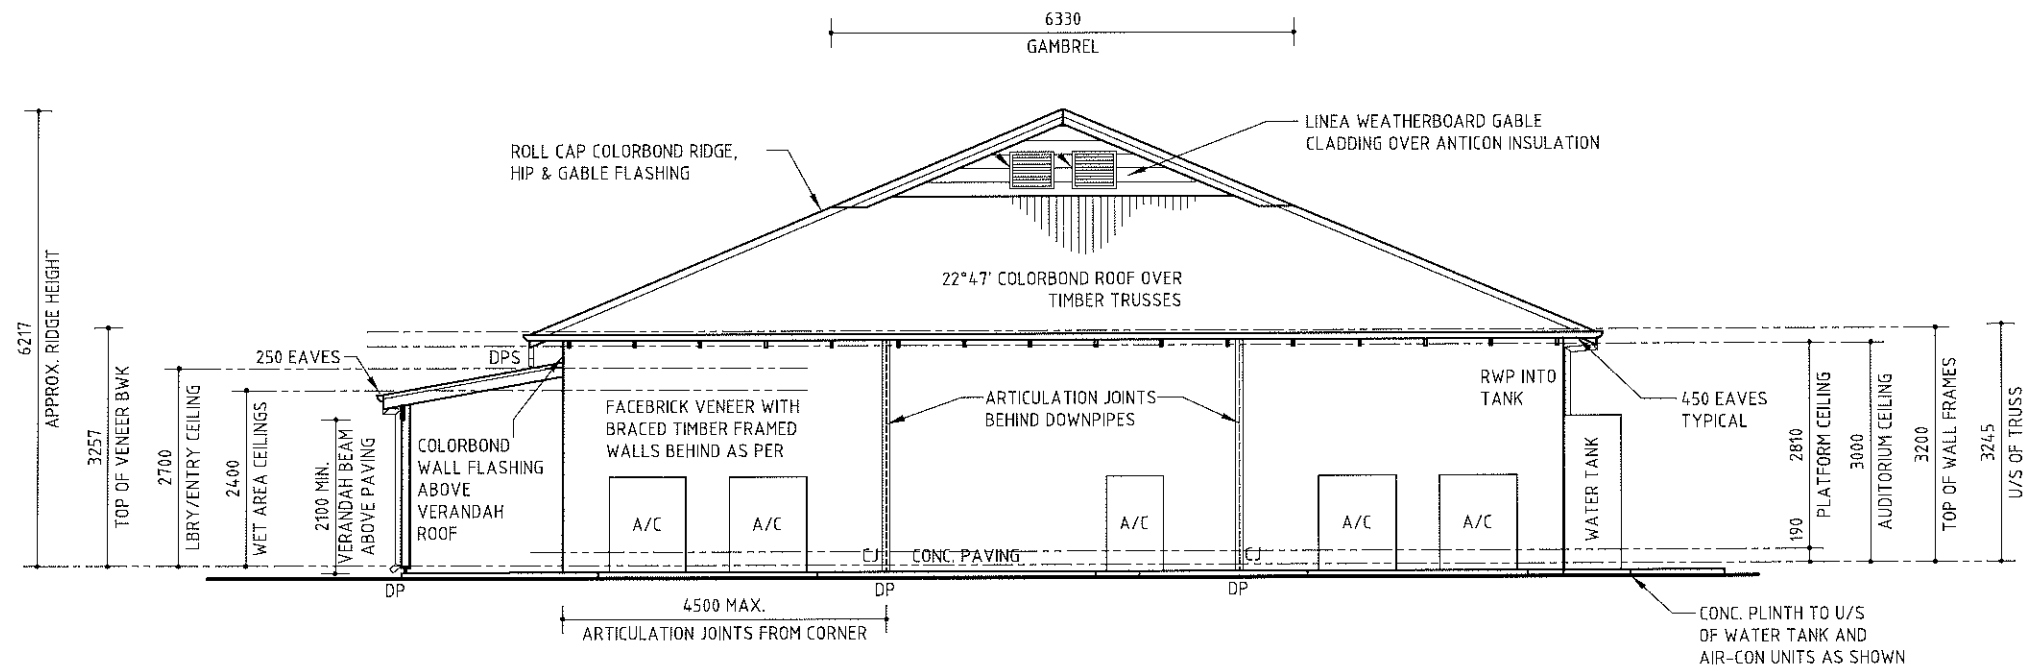 6330
GAMBREL
LINEA WEATHERBOARD GABLE
CLADDING OVER ANTICON INSULATION
ROLL CAP COLORBOND RIDGE,
HIP & GABLE FLASHING
22°47' COLORBOND ROOF OVER
TIMBER TRUSSES
6217
APPROX. RIDGE HEIGHT
3257
TOP OF VENEER BWK
2700
LBBY/ENTRY CEILING
2400
WET AREA CEILINGS
2100 MIN.
VERANDAH BEAM
ABOVE PAVING
250 EAVES
DPS
COLORBOND
WALL FLASHING
ABOVE
VERANDAH
ROOF
FACEBRICK VENEER WITH
BRACED TIMBER FRAMED
WALLS BEHIND AS PER
ARTICULATION JOINTS
BEHIND DOWNPIPES
RWP INTO
TANK
450 EAVES
TYPICAL
A/C
A/C
A/C
A/C
A/C
WATER TANK
CJ
CONC. PAVING
CJ
190
2810
PLATFORM CEILING
3000
AUDITORIUM CEILING
3200
TOP OF WALL FRAMES
3245
U/S OF TRUSS
DP
DP
DP
4500 MAX.
ARTICULATION JOINTS FROM CORNER
CONC. PLINTH TO U/S
OF WATER TANK AND
AIR-CON UNITS AS SHOWN